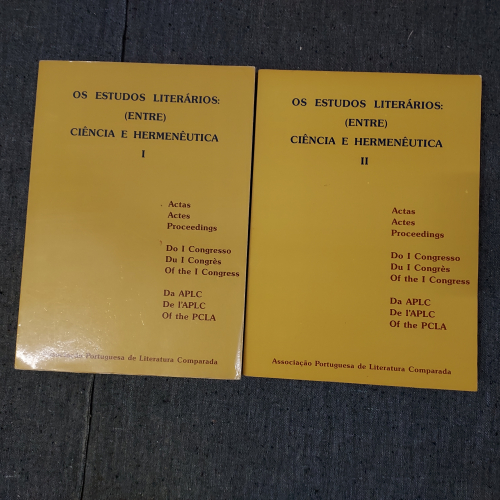 OS ESTUDOS LITERÁRIOS:
(ENTRE)
CIÊNCIA E HERMENÊUTICA
I
Actas
Actes
Proceedings
Do I Congresso
Du I Congrès
Of the I Congress
Da APLC
De l'APLC
Of the PCLA
Associação Portuguesa de Literatura Comparada
OS ESTUDOS LITERÁRIOS:
(ENTRE)
CIÊNCIA E HERMENÊUTICA
II
Actas
Actes
Proceedings
Do I Congresso
Du I Congrès
Of the I Congress
Da APLC
De l'APLC
Of the PCLA
Associação Portuguesa de Literatura Comparada